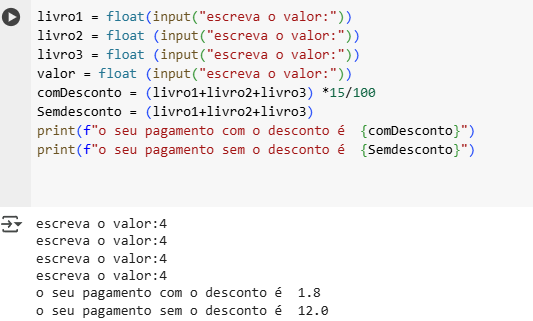 livro1 = float(input("escreva o valor:"))
livro2 = float (input("escreva o valor:"))
livro3 = float (input("escreva o valor:"))
valor = float (input("escreva o valor:"))
comDesconto = (livro1+livro2+livro3) *15/100
Semdesconto = (livro1+livro2+livro3)
print(f"o seu pagamento com o desconto é  {comDesconto}")
print(f"o seu pagamento sem o desconto é  {Semdesconto}")
escreva o valor:4
escreva o valor:4
escreva o valor:4
escreva o valor:4
o seu pagamento com o desconto é  1.8
o seu pagamento sem o desconto é  12.0